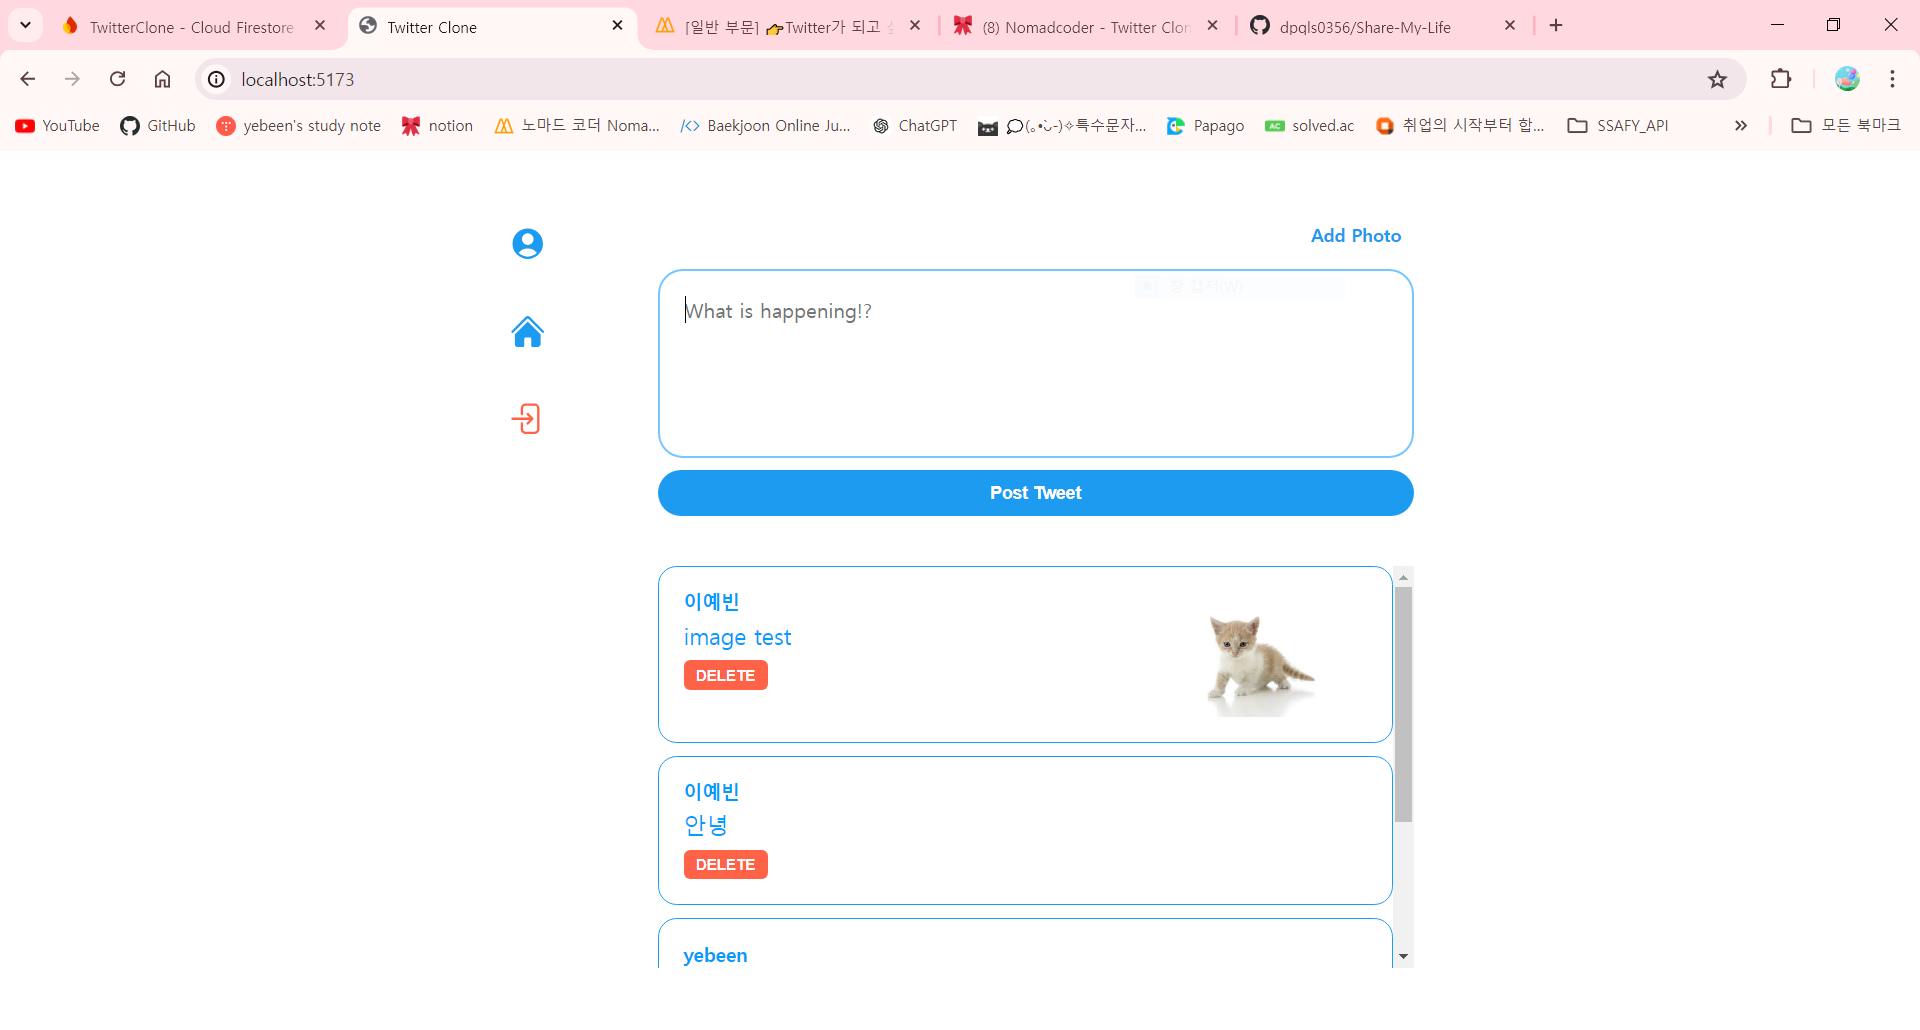 TwitterClone - Cloud Firestore
Twitter Clone
[일반 부문] 👉Twitter가 되고
(8) Nomadcoder - Twitter Clon
dpqls0356/Share-My-Life
localhost:5173
YouTube
GitHub
yebeen's study note
notion
노마드 코더 Noma...
Baekjoon Online Ju...
ChatGPT
특수문자...
Papago
solved.ac
취업의 시작부터 합...
SSAFY_API
모든 북마크
Add Photo
창 캡처(W)
What is happening!?
Post Tweet
이예빈
image test
DELETE
이예빈
안녕
DELETE
yebeen